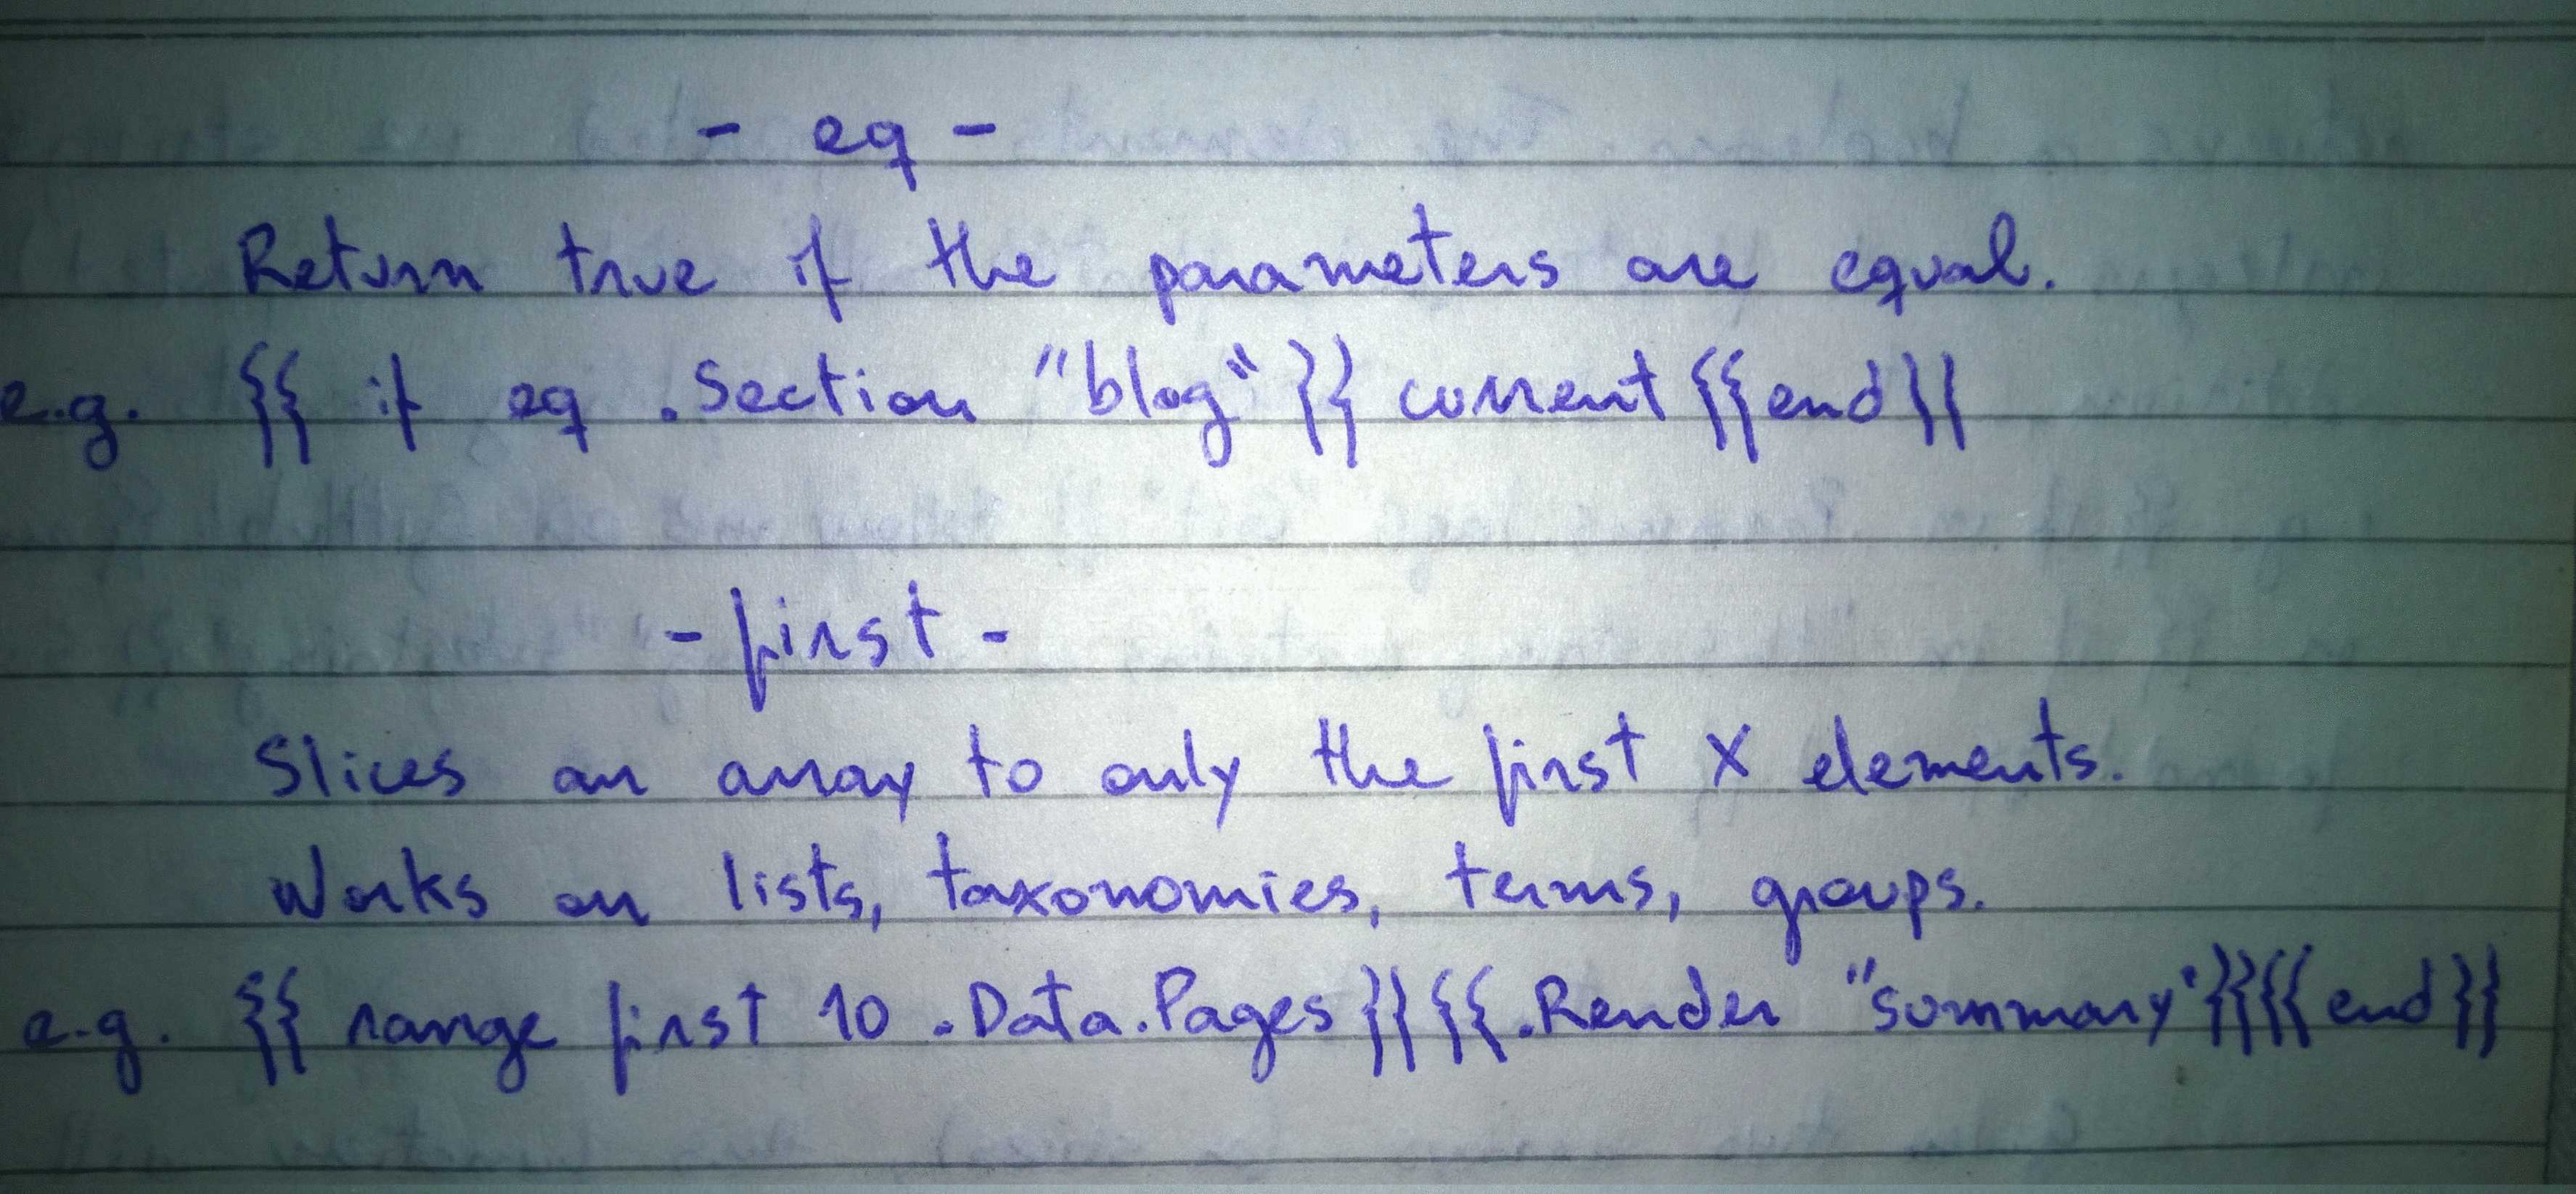 - eq -
Return true if the parameters are equal.
e.g. {{ if eq .Section "blog" }} current {{end}}
- first -
Slices an array to only the first X elements.
Works on lists, taxonomies, terms, groups.
e.g. {{ range first 10 .Data.Pages }} {{.Render "summary"}}{{end}}